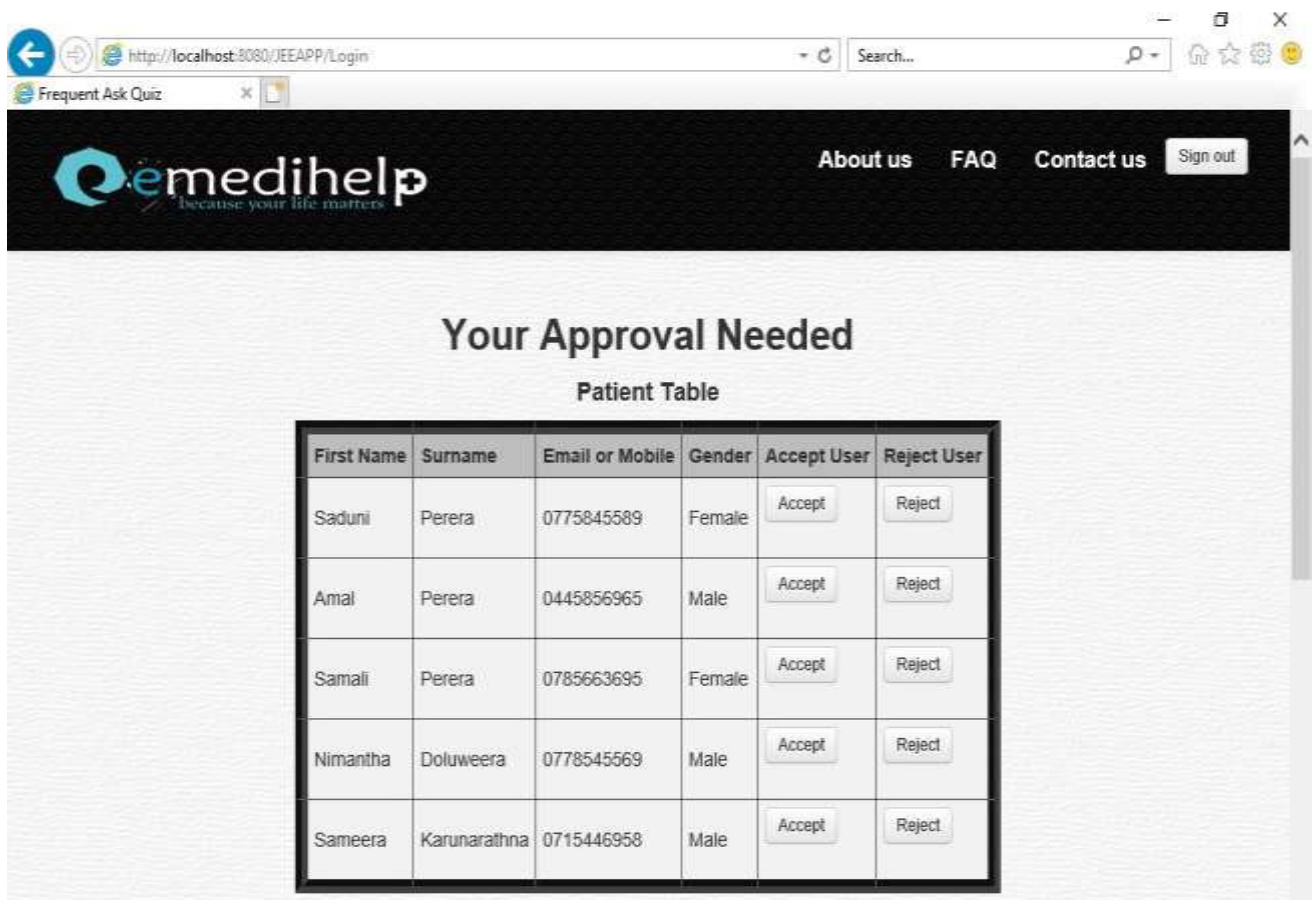 http://localhost:8080/JEEAPP/Login Search...
Frequent Ask Quiz
emedihelp
because your life matters
About us FAQ Contact us Sign out
Your Approval Needed
Patient Table
First Name Surname Email or Mobile Gender Accept User Reject User
Saduni Perera 0775845589 Female Accept Reject
Amal Perera 0445856965 Male Accept Reject
Samali Perera 0785663695 Female Accept Reject
Nimantha Doluweera 0778545569 Male Accept Reject
Sameera Karunarathna 0715446958 Male Accept Reject